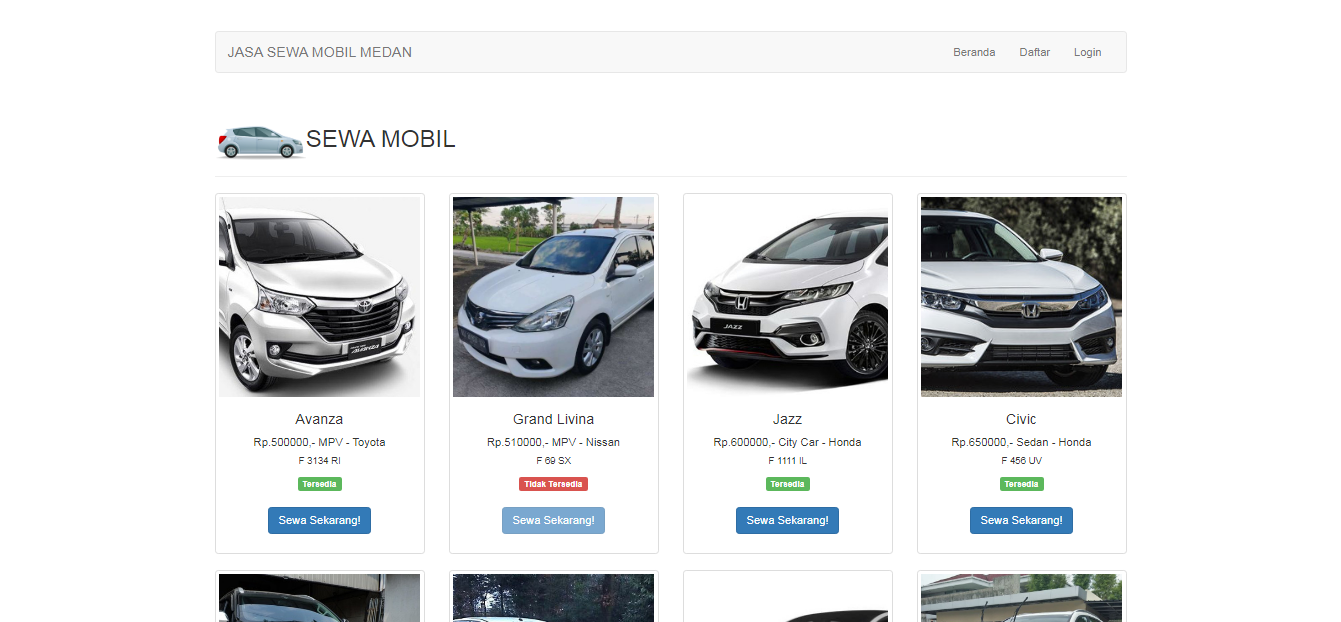 JASA SEWA MOBIL MEDAN
Beranda
Daftar
Login
SEWA MOBIL
AVANZA
JAZZ
Avanza
Rp.500000,- MPV - Toyota
F 3134 RI
Tersedia
Sewa Sekarang!
Grand Livina
Rp.510000,- MPV - Nissan
F 69 SX
Tidak Tersedia
Sewa Sekarang!
Jazz
Rp.600000,- City Car - Honda
F 1111 IL
Tersedia
Sewa Sekarang!
Civic
Rp.650000,- Sedan - Honda
F 456 UV
Tersedia
Sewa Sekarang!